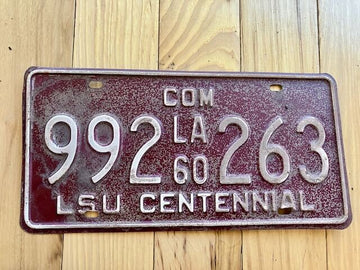 COM
992 LA 60 263
LSU CENTENNIAL